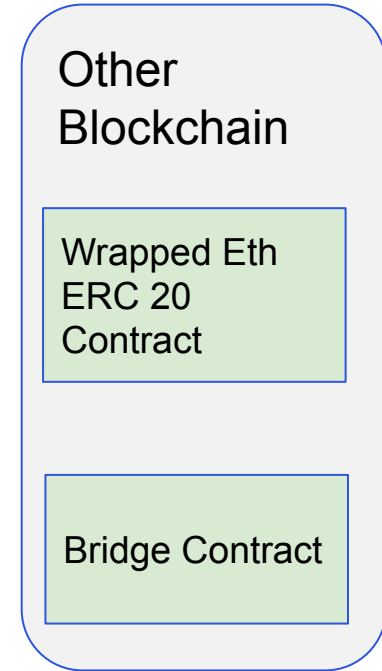 Other
Blockchain
Wrapped Eth
ERC 20
Contract
Bridge Contract